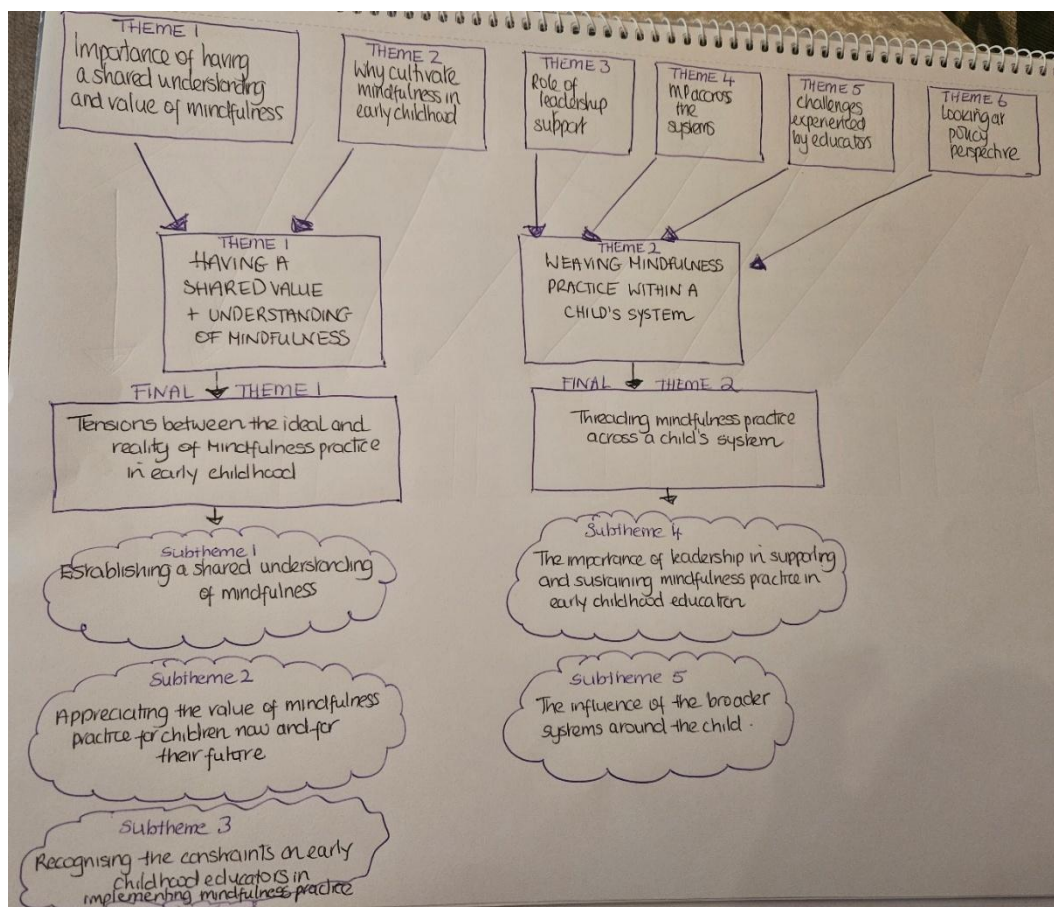 THEME 1
Importance of having
a shared understanding
and value of mindfulness
THEME 2
Why cultivate
mindfulness in
early childhood
THEME 3
Role of
leadership
support
THEME 4
MP accross
the
systems
THEME 5
challenges
experienced
by educators
THEME 6
Looking at
policy
perspective
THEME 1
HAVING A
SHARED VALUE
+ UNDERSTANDING
OF MINDFULNESS
THEME 2
WEAVING MINDFULNESS
PRACTICE WITHIN A
CHILD'S SYSTEM
FINAL THEME 1
Tensions between the ideal and
reality of Mindfulness practice
in early childhood
FINAL THEME 2
Threading mindfulness practice
across a child's system
Subtheme 1
Establishing a shared understanding
of mindfulness
Subtheme 2
Appreciating the value of mindfulness
practice for children now and for
their future
Subtheme 3
Recognising the constraints on early
childhood educators in
implementing mindfulness practice
Subtheme 4
The importance of leadership in supporting
and sustaining mindfulness practice in
early childhood education
Subtheme 5
The influence of the broader
systems around the child.